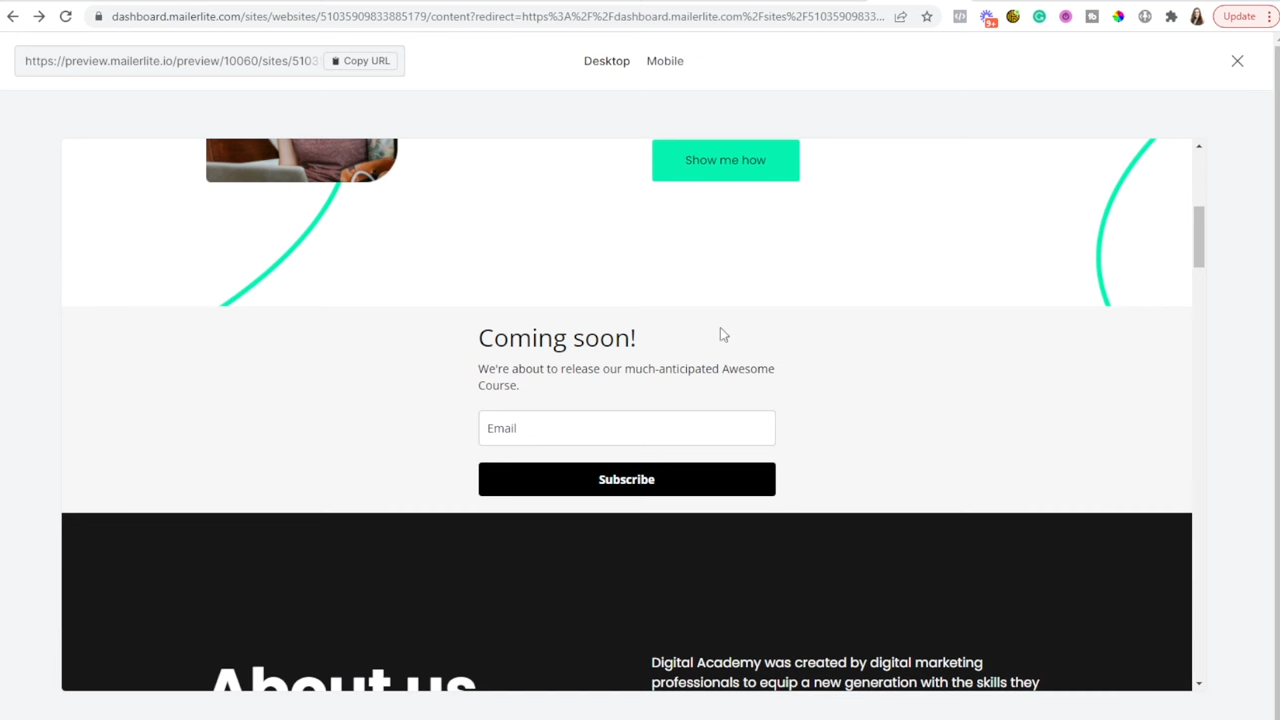 dashboard.mailerlite.com/sites/websites/51035909833885179/content?redirect=https%3A%2F%2Fdashboard.mailerlite.com%2Fsites%2F51035909833...
9+
Update
https://preview.mailerlite.io/preview/10060/sites/5103
Copy URL
Desktop
Mobile
Show me how
Coming soon!
We're about to release our much-anticipated Awesome
Course.
Email
Subscribe
About us
Digital Academy was created by digital marketing
professionals to equip a new generation with the skills they